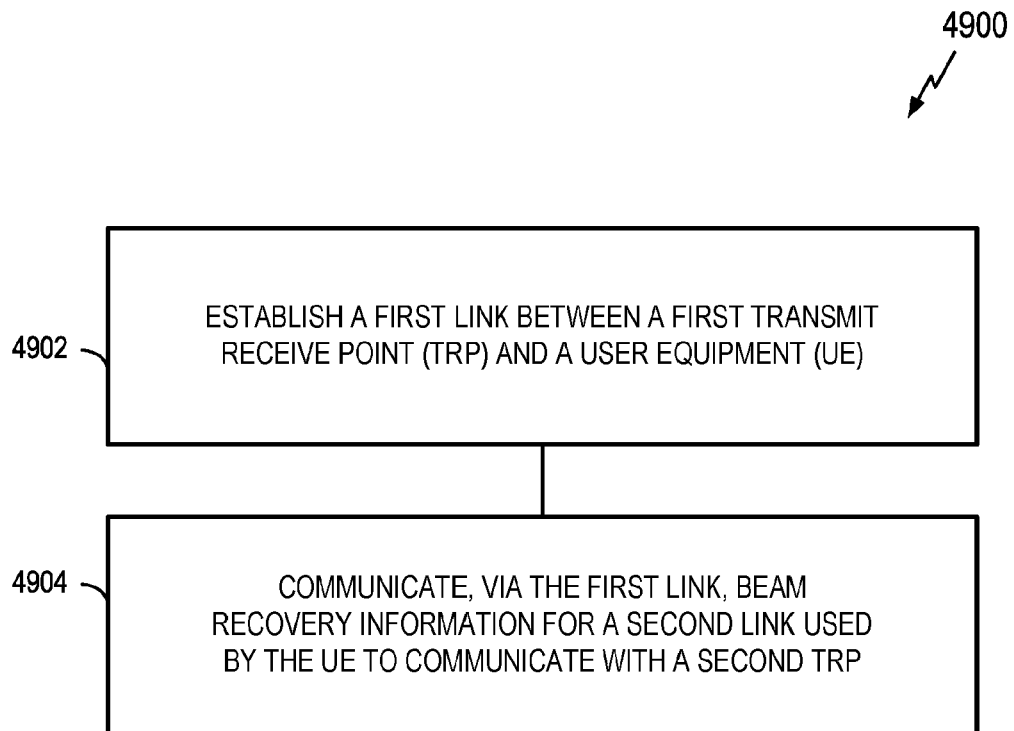 4900
4902
ESTABLISH A FIRST LINK BETWEEN A FIRST TRANSMIT
RECEIVE POINT (TRP) AND A USER EQUIPMENT (UE)
4904
COMMUNICATE, VIA THE FIRST LINK, BEAM
RECOVERY INFORMATION FOR A SECOND LINK USED
BY THE UE TO COMMUNICATE WITH A SECOND TRP